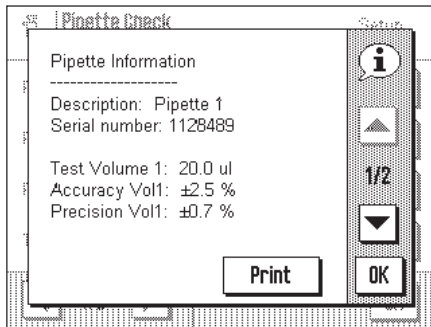 Pipette Check
Setup
Pipette Information
--------------------
Description: Pipette 1
Serial number: 1128489
Test Volume 1: 20.0 ul
Accuracy Vol1: ±2.5 %
Precision Vol1: ±0.7 %
i
1/2
Print
OK